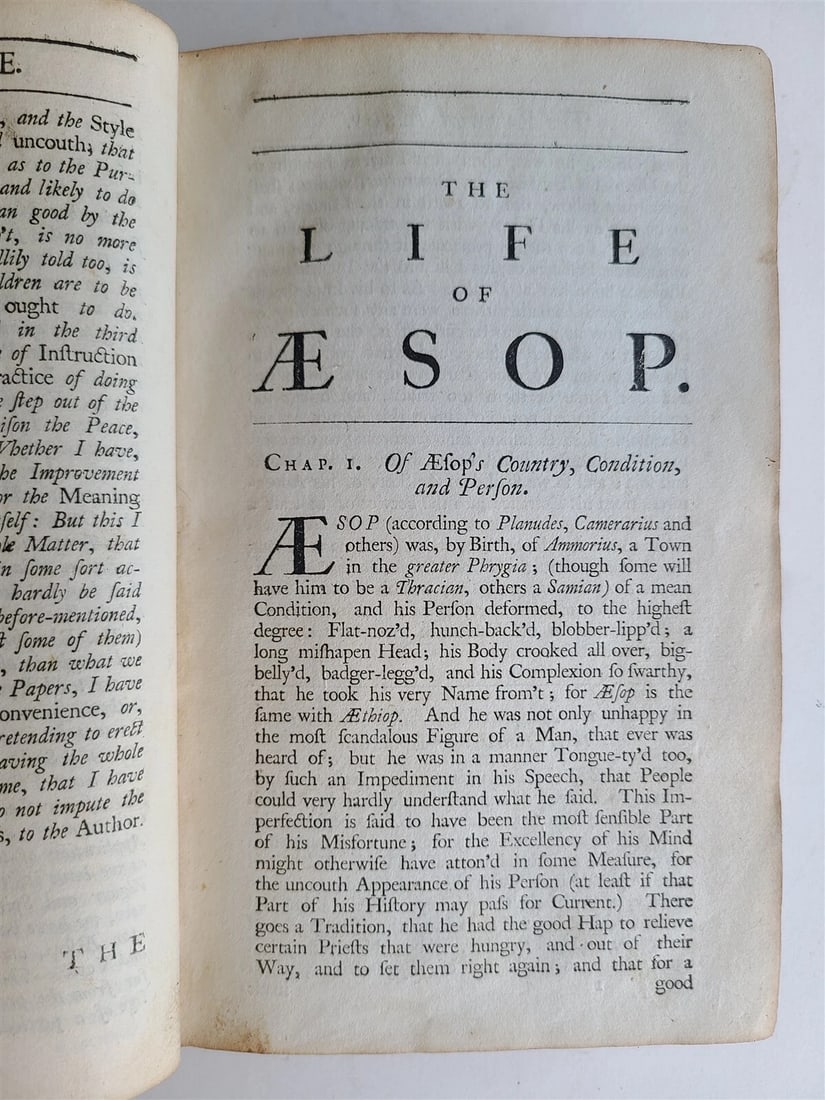 E.
, and the Style
uncouth; that
as to the Pur-
and likely to do
an good by the
't, is no more
llily told too, is
ldren are to be
ought to do.
in the third
of Inſtruction
ractice of doing
ſtep out of the
iſon the Peace,
Whether I have,
he Improvement
or the Meaning
ſelf: But this I
le Matter, that
in ſome ſort ac-
hardly be ſaid
before-mentioned,
ſome of them)
, than what we
Papers, I have
onvenience, or,
retending to erect
aving the whole
me, that I have
o not impute the
s, to the Author.
THE
THE
LIFE
OF
ÆSOP.
CHAP. I. Of Æſop's Country, Condition,
and Perſon.
ÆSOP (according to Planudes, Camerarius and
others) was, by Birth, of Ammorius, a Town
in the greater Phrygia; (though ſome will
have him to be a Thracian, others a Samian) of a mean
Condition, and his Perſon deformed, to the higheſt
degree: Flat-noz'd, hunch-back'd, blobber-lipp'd; a
long miſhapen Head; his Body crooked all over, big-
belly'd, badger-legg'd, and his Complexion ſo ſwarthy,
that he took his very Name from't; for Æſop is the
ſame with Æthiop. And he was not only unhappy in
the moſt ſcandalous Figure of a Man, that ever was
heard of; but he was in a manner Tongue-ty'd too,
by ſuch an Impediment in his Speech, that People
could very hardly underſtand what he ſaid. This Im-
perfection is ſaid to have been the moſt ſenſible Part
of his Misfortune; for the Excellency of his Mind
might otherwiſe have atton'd in ſome Meaſure, for
the uncouth Appearance of his Perſon (at leaſt if that
Part of his Hiſtory may paſs for Current.) There
goes a Tradition, that he had the good Hap to relieve
certain Prieſts that were hungry, and out of their
Way, and to ſet them right again; and that for a
good